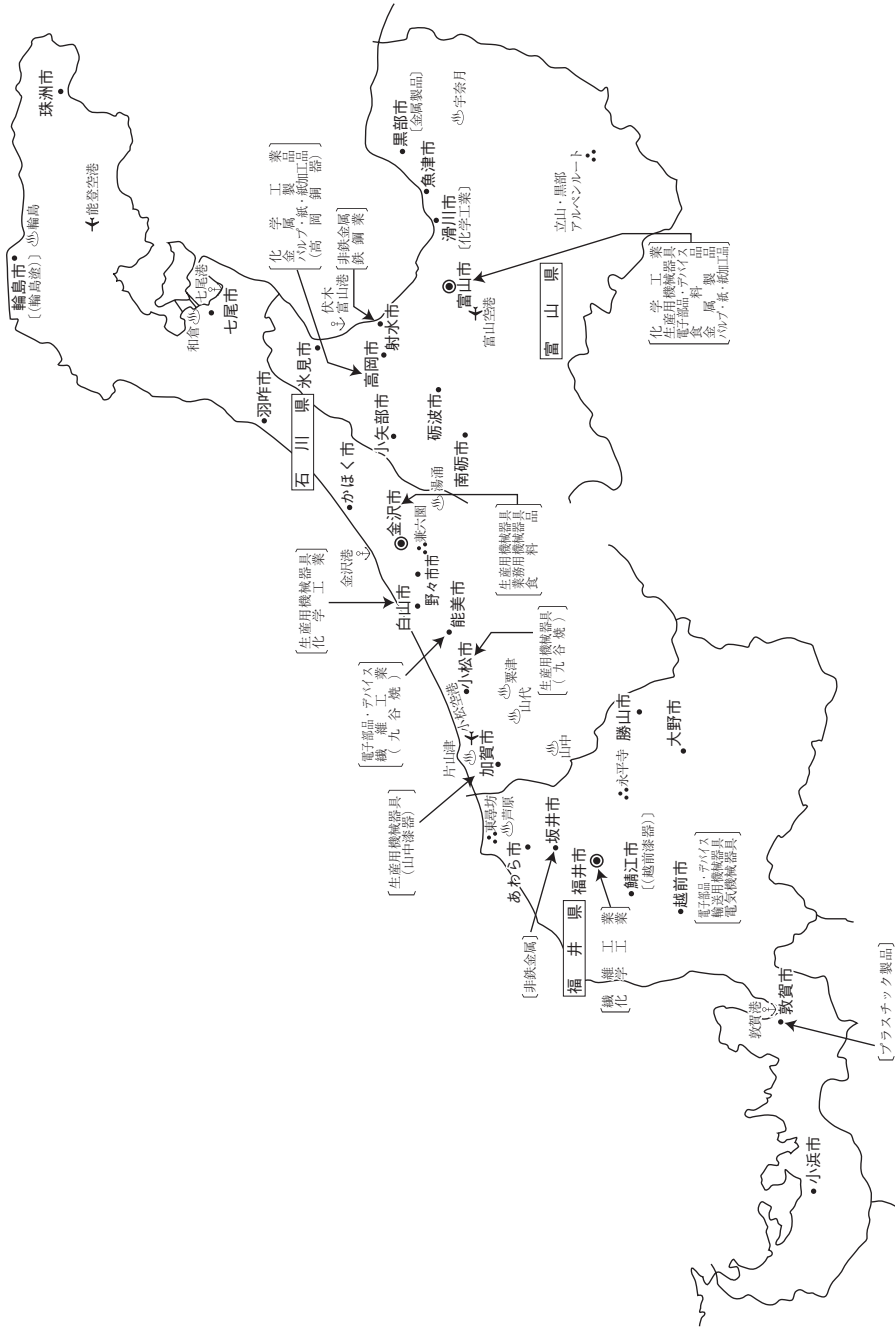 珠洲市
能登空港
輪島市
〔(輪島塗)〕
輪島
和倉
七尾港
七尾市
羽咋市
石川県
かほく市
金沢港
金沢市
兼六園
湯涌
〔生産用機械器具
業務用機械器具
食料品〕
野々市市
白山市
〔生産用機械器具
化学工業〕
能美市
〔電子部品・デバイス
繊維工業
(九谷焼)〕
小松空港
小松市
〔生産用機械器具
(九谷焼)〕
粟津
山代
山中
片山津
加賀市
〔生産用機械器具
(山中漆器)〕
黒部市
〔金属製品〕
宇奈月
魚津市
滑川市
〔化学工業〕
立山・黒部
アルペンルート
富山市
富山空港
〔化学工業
生産用機械器具
電子部品・デバイス
食料品
金属製品
パルプ・紙・紙加工品〕
富山県
伏木
富山港
射水市
〔非鉄金属
鉄鋼業〕
高岡市
〔化学工業
金属製品
パルプ・紙・紙加工品
(高岡銅器)〕
氷見市
小矢部市
砺波市
南砺市
東尋坊
芦原
あわら市
坂井市
〔非鉄金属〕
永平寺
勝山市
大野市
福井市
福井県
〔繊維工業
化学工業〕
鯖江市
〔(越前漆器)〕
越前市
〔電子部品・デバイス
輸送用機械器具
電気機械器具〕
敦賀港
敦賀市
〔プラスチック製品〕
小浜市